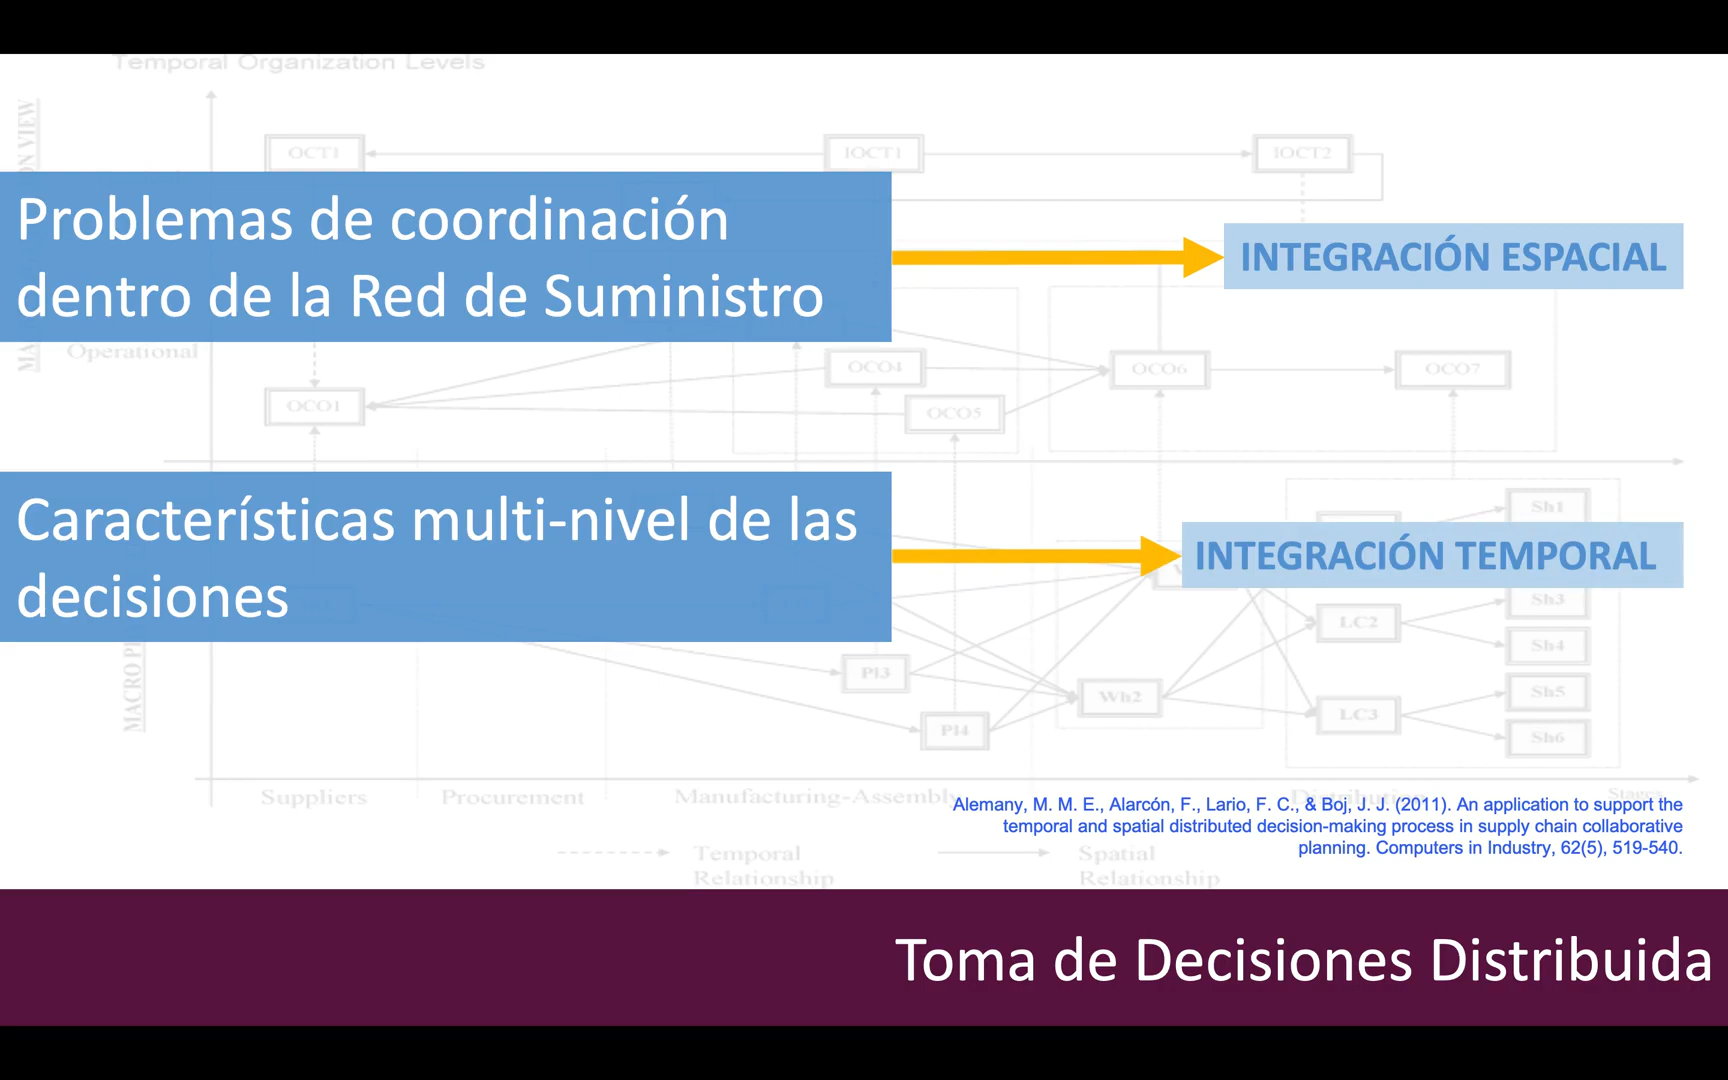 Temporal Organization Levels
OCT1
IOCT1
IOCT2
Problemas de coordinación
dentro de la Red de Suministro
INTEGRACIÓN ESPACIAL
Operational
OCO1
OCO4
OCO5
OCO6
OCO7
Características multi-nivel de las
decisiones
INTEGRACIÓN TEMPORAL
Sh1
Sh3
LC2
Sh4
Pl3
Wh2
Sh5
LC3
Pl4
Sh6
MACRO
Suppliers
Procurement
Manufacturing-Assembly
Distribution
Stages
Alemany, M. M. E., Alarcón, F., Lario, F. C., & Boj, J. J. (2011). An application to support the
temporal and spatial distributed decision-making process in supply chain collaborative
planning. Computers in Industry, 62(5), 519-540.
Temporal
Relationship
Spatial
Relationship
Toma de Decisiones Distribuida